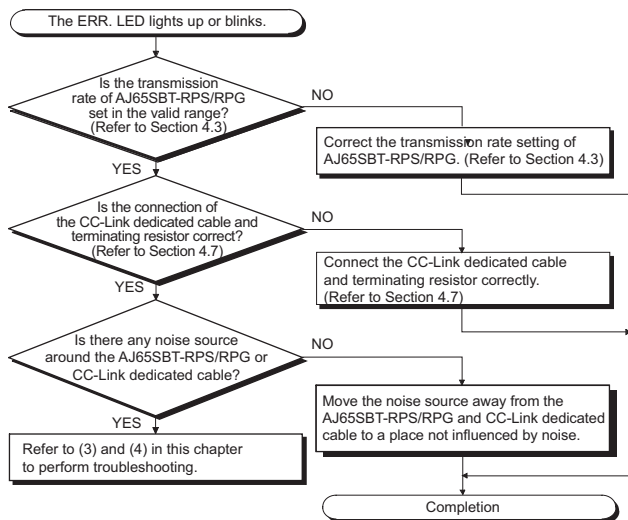 The ERR. LED lights up or blinks.
Is the transmission
rate of AJ65SBT-RPS/RPG
set in the valid range?
(Refer to Section 4.3)
NO
Correct the transmission rate setting of
AJ65SBT-RPS/RPG. (Refer to Section 4.3)
YES
Is the connection of
the CC-Link dedicated cable and
terminating resistor correct?
(Refer to Section 4.7)
NO
Connect the CC-Link dedicated cable
and terminating resistor correctly.
(Refer to Section 4.7)
YES
Is there any noise source
around the AJ65SBT-RPS/RPG or
CC-Link dedicated cable?
NO
Move the noise source away from the
AJ65SBT-RPS/RPG and CC-Link dedicated
cable to a place not influenced by noise.
YES
Refer to (3) and (4) in this chapter
to perform troubleshooting.
Completion